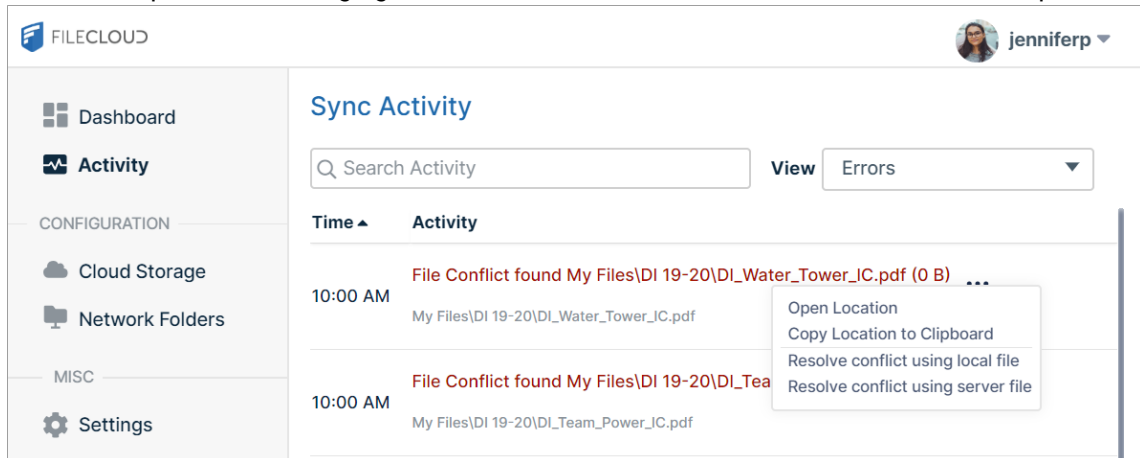 FILECLOUD
jenniferp
Dashboard
Activity
CONFIGURATION
Cloud Storage
Network Folders
MISC
Settings
Sync Activity
Search Activity
View Errors
Time Activity
10:00 AM
File Conflict found My Files\DI 19-20\DI_Water_Tower_IC.pdf (0 B)
My Files\DI 19-20\DI_Water_Tower_IC.pdf
Open Location
Copy Location to Clipboard
Resolve conflict using local file
Resolve conflict using server file
10:00 AM
File Conflict found My Files\DI 19-20\DI_Tea
My Files\DI 19-20\DI_Team_Power_IC.pdf